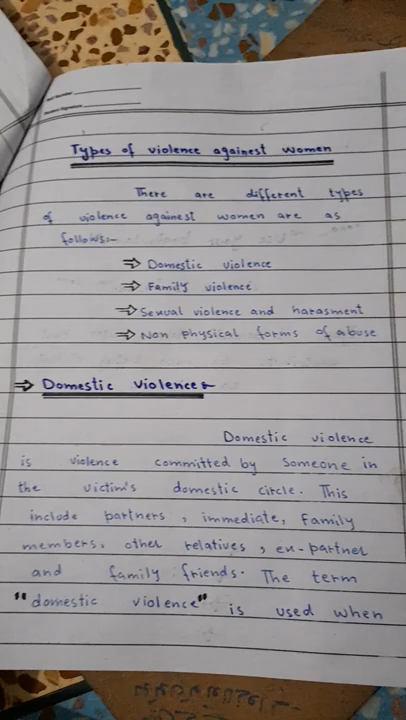 Types of violence againest women
There are different types
of violence againest women are as
follows:-
⇒ Domestic violence
⇒ Family violence
⇒ Sexual violence and harasment
⇒ Non physical forms of abuse
⇒ Domestic violence:-
Domestic violence
is violence committed by someone in
the victim's domestic circle. This
include partners, immediate, Family
members, other relatives, en-partner
and family friends. The term
"domestic violence" is used when